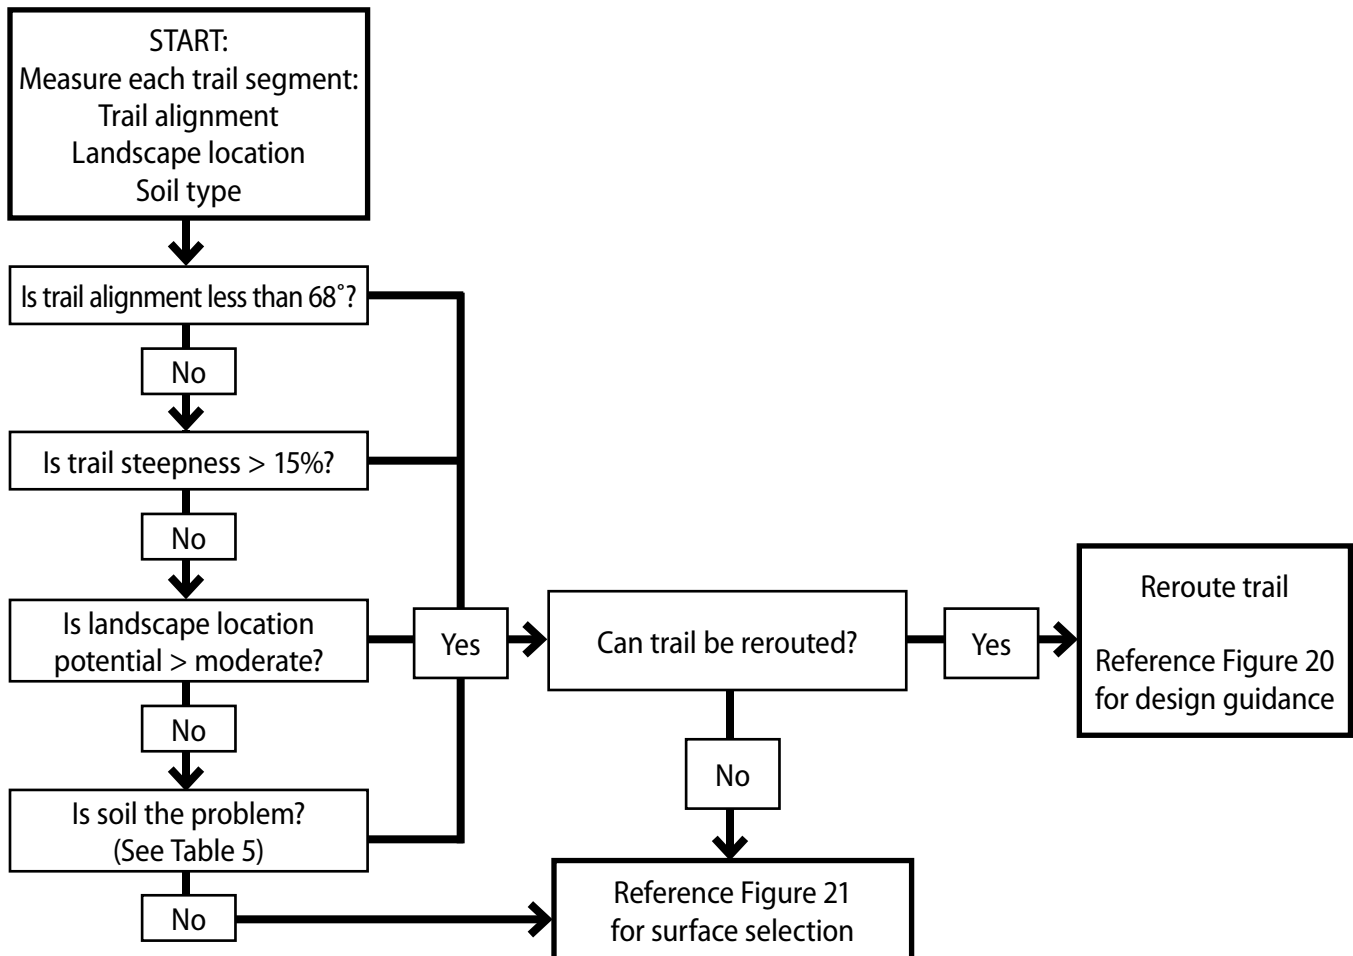 START:
Measure each trail segment:
Trail alignment
Landscape location
Soil type
Is trail alignment less than 68˚?
No
Is trail steepness > 15%?
No
Is landscape location
potential > moderate?
No
Is soil the problem?
(See Table 5)
No
Yes
Can trail be rerouted?
Yes
No
Reroute trail
Reference Figure 20
for design guidance
Reference Figure 21
for surface selection